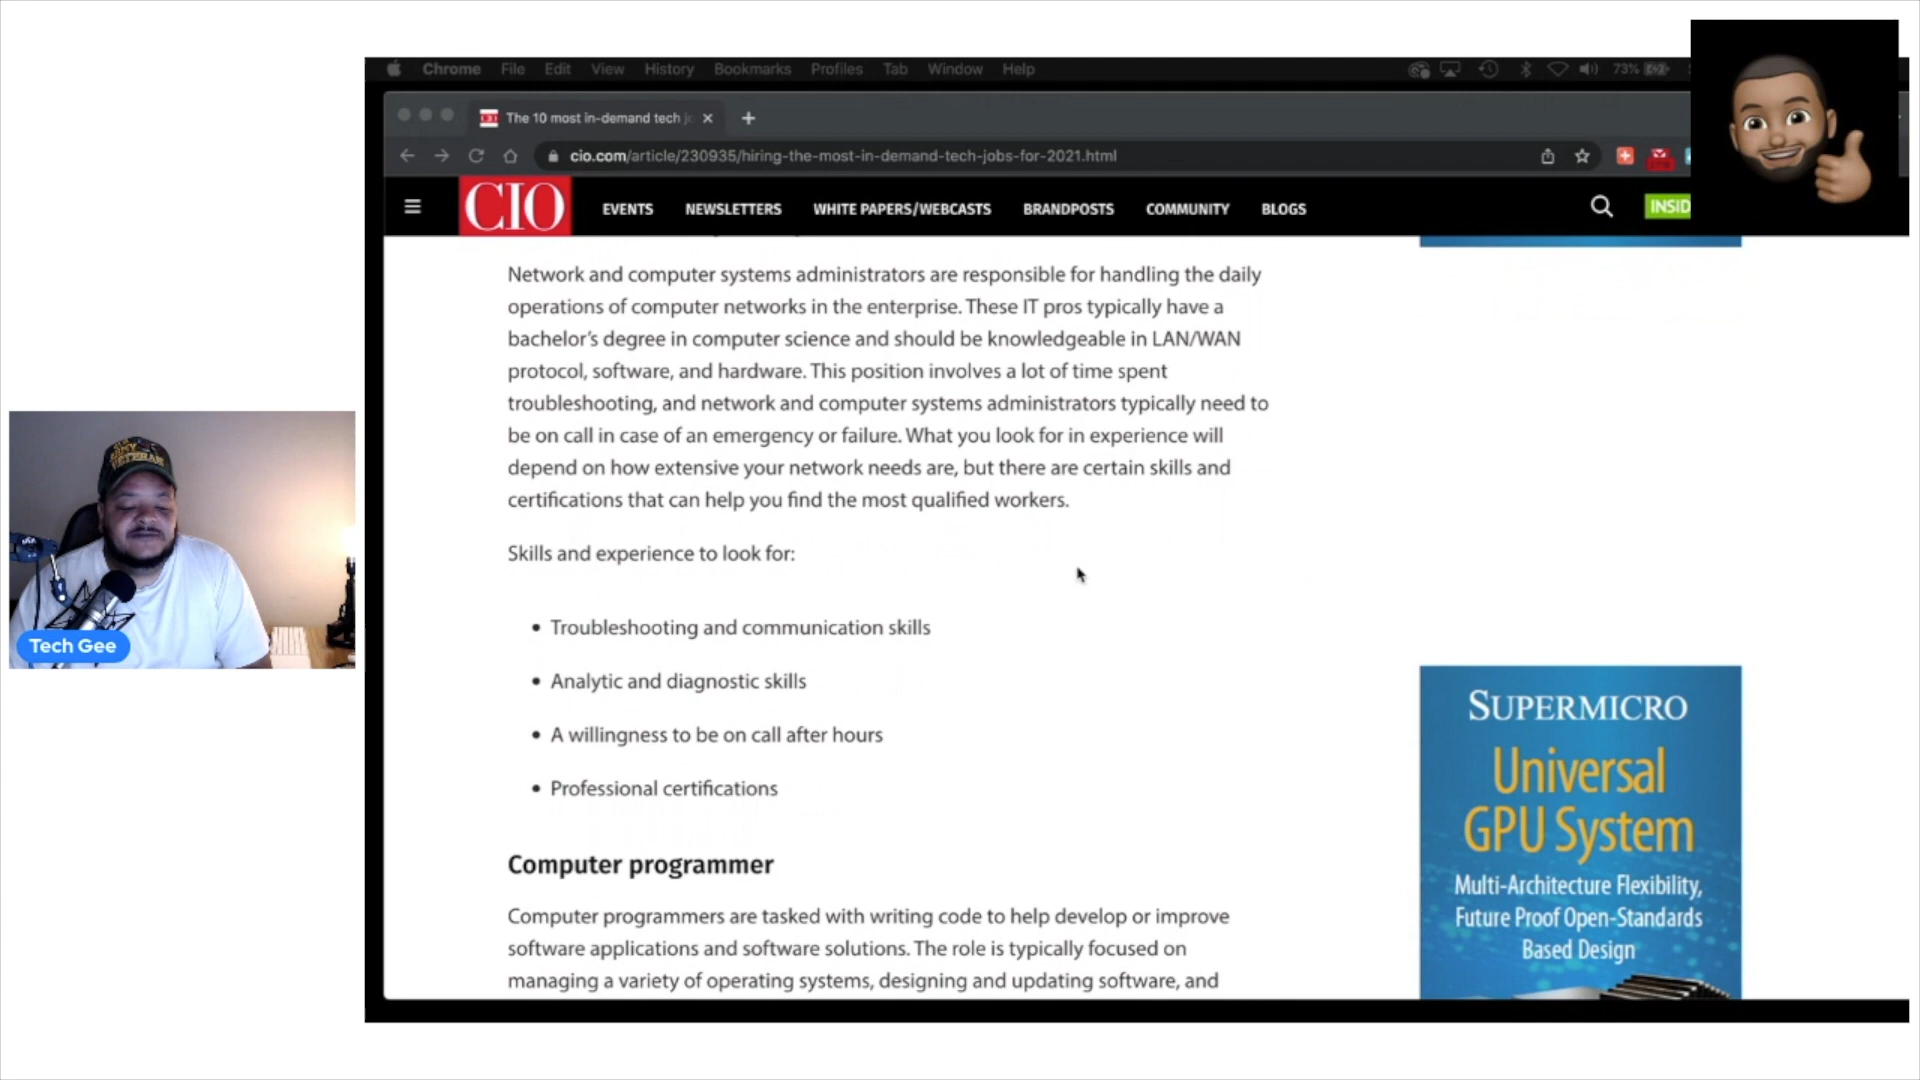 Chrome File Edit View History Bookmarks Profiles Tab Window Help
73%
The 10 most in-demand tech
cio.com/article/230935/hiring-the-most-in-demand-tech-jobs-for-2021.html
CIO EVENTS NEWSLETTERS WHITE PAPERS/WEBCASTS BRANDPOSTS COMMUNITY BLOGS INSID
Network and computer systems administrators are responsible for handling the daily
operations of computer networks in the enterprise. These IT pros typically have a
bachelor’s degree in computer science and should be knowledgeable in LAN/WAN
protocol, software, and hardware. This position involves a lot of time spent
troubleshooting, and network and computer systems administrators typically need to
be on call in case of an emergency or failure. What you look for in experience will
depend on how extensive your network needs are, but there are certain skills and
certifications that can help you find the most qualified workers.
Skills and experience to look for:
• Troubleshooting and communication skills
• Analytic and diagnostic skills
• A willingness to be on call after hours
• Professional certifications
Computer programmer
Computer programmers are tasked with writing code to help develop or improve
software applications and software solutions. The role is typically focused on
managing a variety of operating systems, designing and updating software, and
SUPERMICRO
Universal
GPU System
Multi-Architecture Flexibility,
Future Proof Open-Standards
Based Design
ARMY
VETERAN
Tech Gee